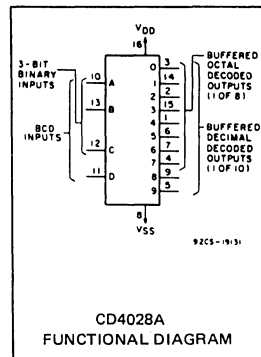 VDD
16
3-BIT
BINARY
INPUTS
BUFFERED
OCTAL
DECODED
OUTPUTS
(1 OF 8)
10 A 0 3
1 14
2 2
13 B 3 15
4 1
BCD
INPUTS
5 6
6 7
12 C 7 4
8 9
11 D 9 5
BUFFERED
DECIMAL
DECODED
OUTPUTS
(1 OF 10)
8
VSS
92CS-19131
CD4028A
FUNCTIONAL DIAGRAM